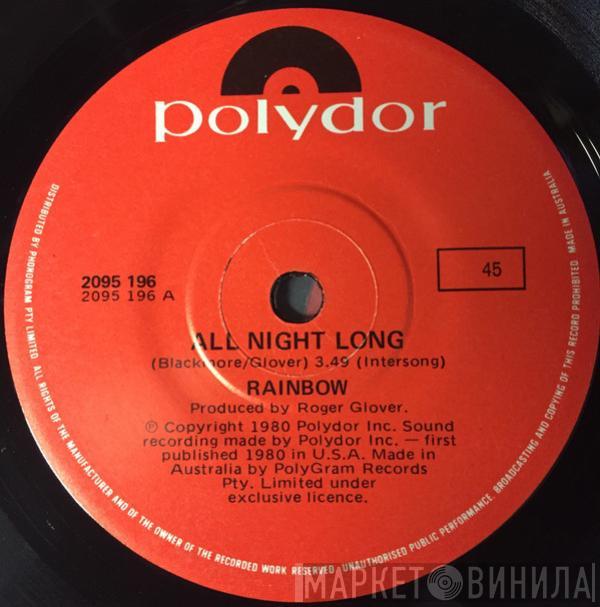 polydor
2095 196
2095 196 A
45
ALL NIGHT LONG
(Blackmore/Glover) 3.49 (Intersong)
RAINBOW
Produced by Roger Glover.
℗ Copyright 1980 Polydor Inc. Sound
recording made by Polydor Inc. — first
published 1980 in U.S.A. Made in
Australia by PolyGram Records
Pty. Limited under
exclusive licence.
DISTRIBUTED BY PHONOGRAM PTY LIMITED. ALL RIGHTS OF THE MANUFACTURER AND OF THE OWNER OF THE RECORDED WORK RESERVED. UNAUTHORISED PUBLIC PERFORMANCE, BROADCASTING AND COPYING OF THIS RECORD PROHIBITED. MADE IN AUSTRALIA
МАРКЕТ ВИНИЛА